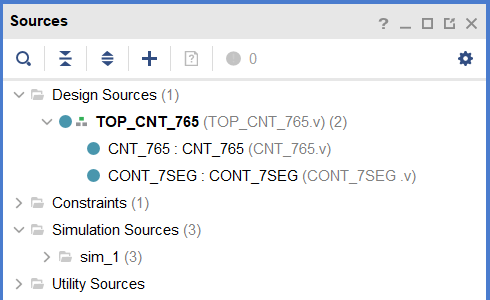 Sources
? _
0
Design Sources (1)
TOP_CNT_765 (TOP_CNT_765.v) (2)
CNT_765 : CNT_765 (CNT_765.v)
CONT_7SEG : CONT_7SEG (CONT_7SEG .v)
Constraints (1)
Simulation Sources (3)
sim_1 (3)
Utility Sources